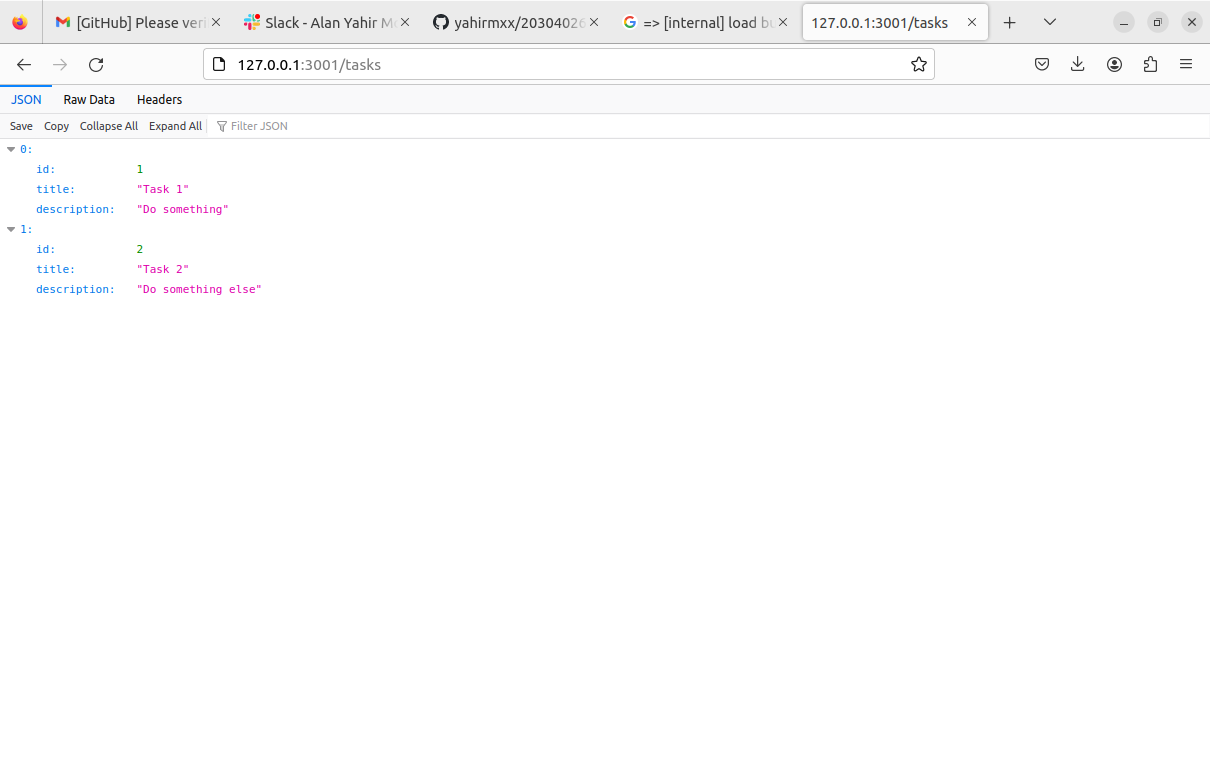 [GitHub] Please veri
Slack - Alan Yahir M
yahirmxx/20304026
=> [internal] load bu
127.0.0.1:3001/tasks
127.0.0.1:3001/tasks
JSON Raw Data Headers
Save Copy Collapse All Expand All Filter JSON
0:
id: 1
title: "Task 1"
description: "Do something"
1:
id: 2
title: "Task 2"
description: "Do something else"